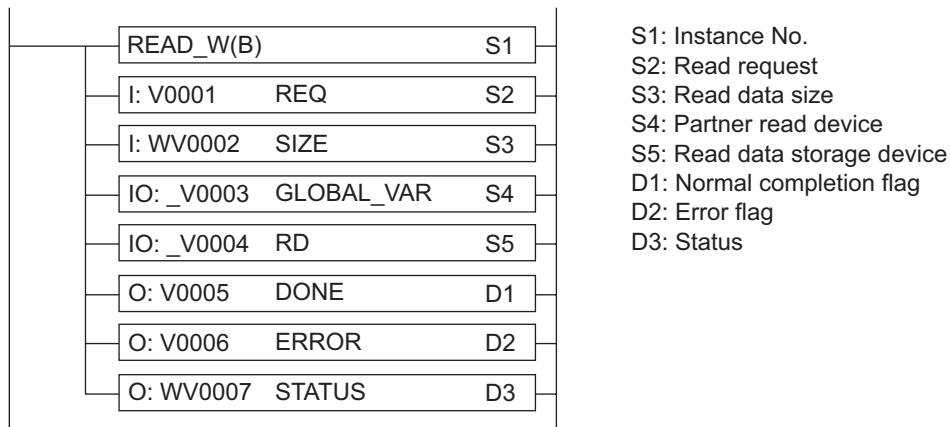 READ_W(B) S1
I: V0001 REQ S2
I: WV0002 SIZE S3
IO: _V0003 GLOBAL_VAR S4
IO: _V0004 RD S5
O: V0005 DONE D1
O: V0006 ERROR D2
O: WV0007 STATUS D3
S1: Instance No.
S2: Read request
S3: Read data size
S4: Partner read device
S5: Read data storage device
D1: Normal completion flag
D2: Error flag
D3: Status